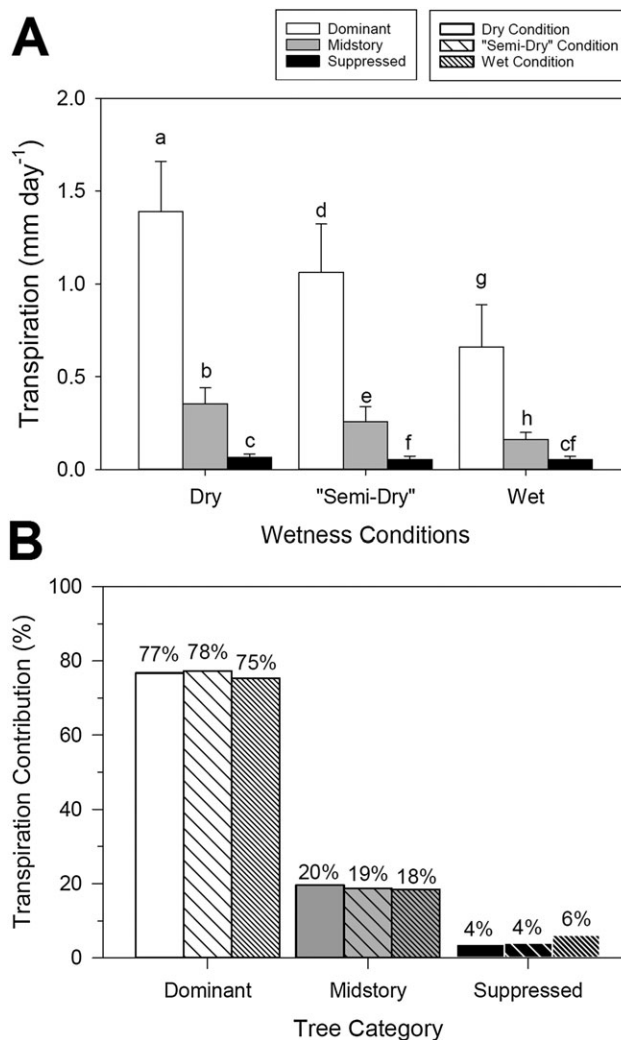 A
Dominant
Midstory
Suppressed
Dry Condition
"Semi-Dry" Condition
Wet Condition
Transpiration (mm day⁻¹)
2.0
1.5
1.0
0.5
0.0
a
b
c
d
e
f
g
h
cf
Dry
"Semi-Dry"
Wet
Wetness Conditions
B
Transpiration Contribution (%)
100
80
60
40
20
0
77%
78%
75%
20%
19%
18%
4%
4%
6%
Dominant
Midstory
Suppressed
Tree Category